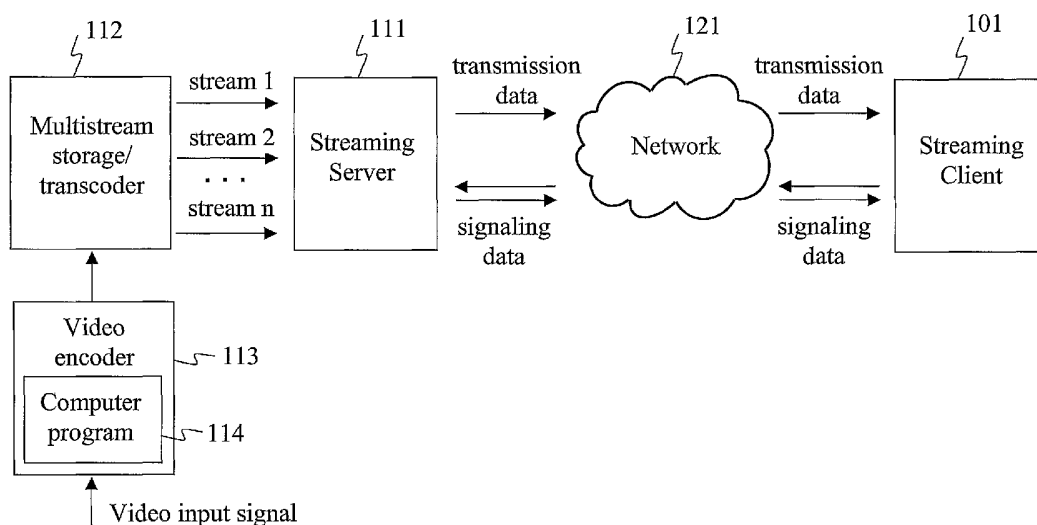 112
111
121
101
Multistream
storage/
transcoder
stream 1
stream 2
. . .
stream n
Streaming
Server
transmission
data
signaling
data
Network
transmission
data
signaling
data
Streaming
Client
Video
encoder
113
Computer
program
114
Video input signal